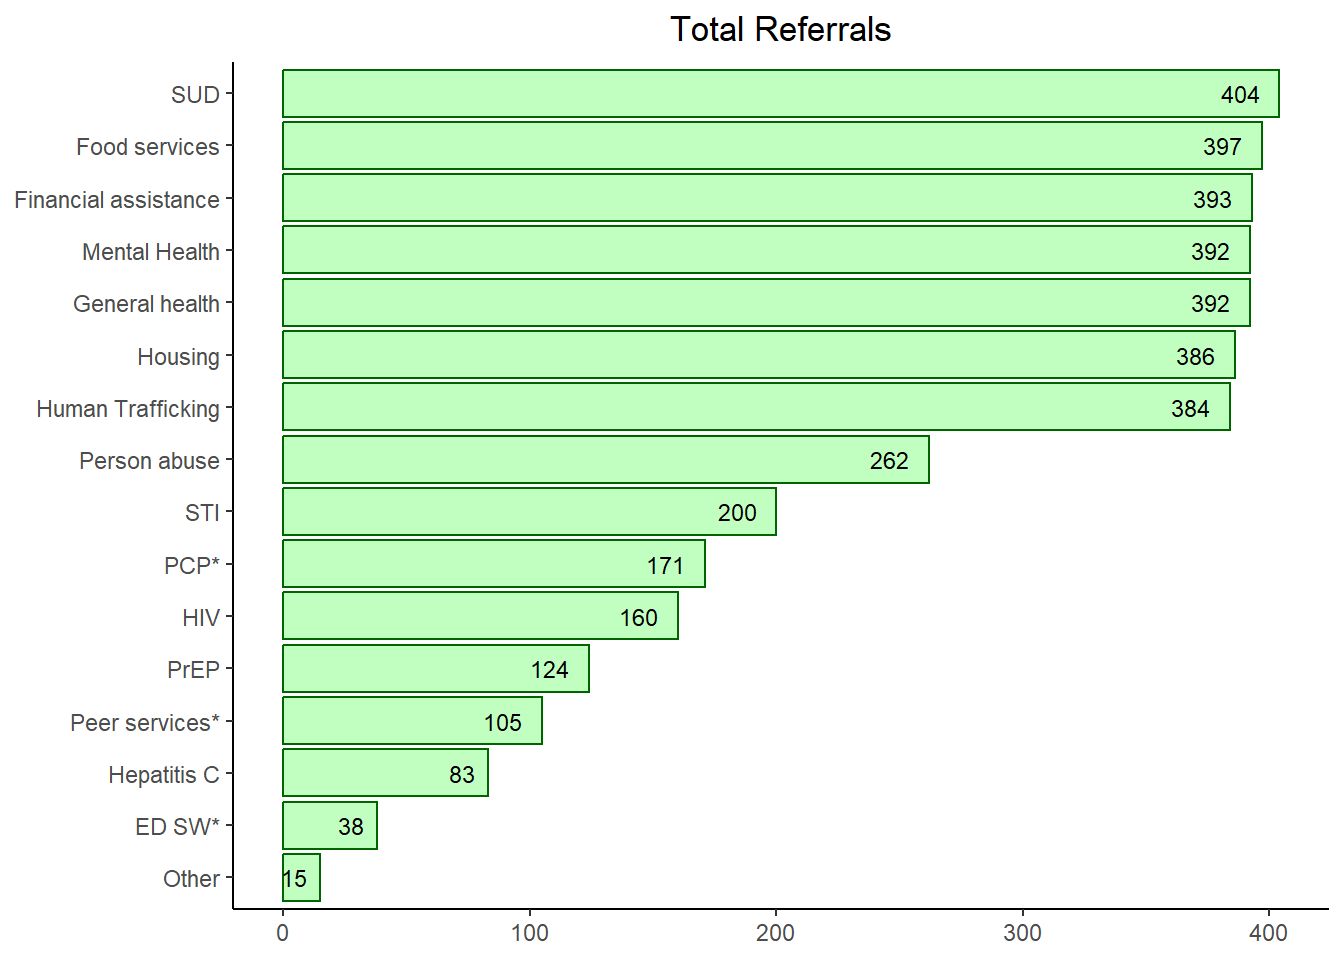 Total Referrals
SUD 404
Food services 397
Financial assistance 393
Mental Health 392
General health 392
Housing 386
Human Trafficking 384
Person abuse 262
STI 200
PCP* 171
HIV 160
PrEP 124
Peer services* 105
Hepatitis C 83
ED SW* 38
Other 15
0 100 200 300 400